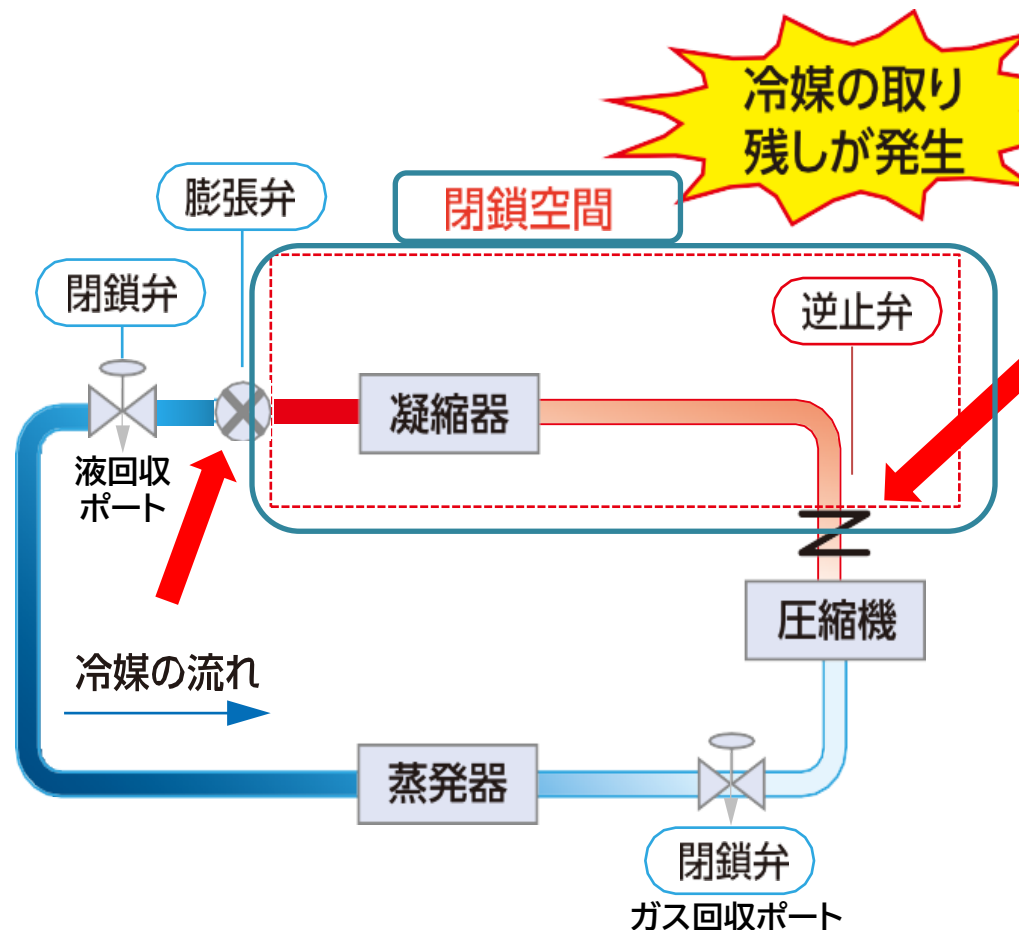 冷媒の取り
残しが発生
膨張弁
閉鎖空間
閉鎖弁
逆止弁
凝縮器
液回収
ポート
圧縮機
冷媒の流れ
蒸発器
閉鎖弁
ガス回収ポート